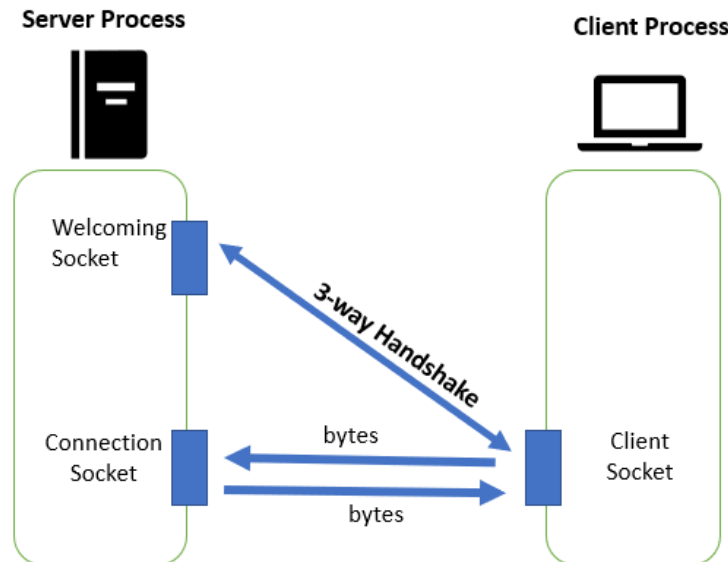 Server Process
Client Process
Welcoming
Socket
3-way Handshake
Connection
Socket
bytes
bytes
Client
Socket